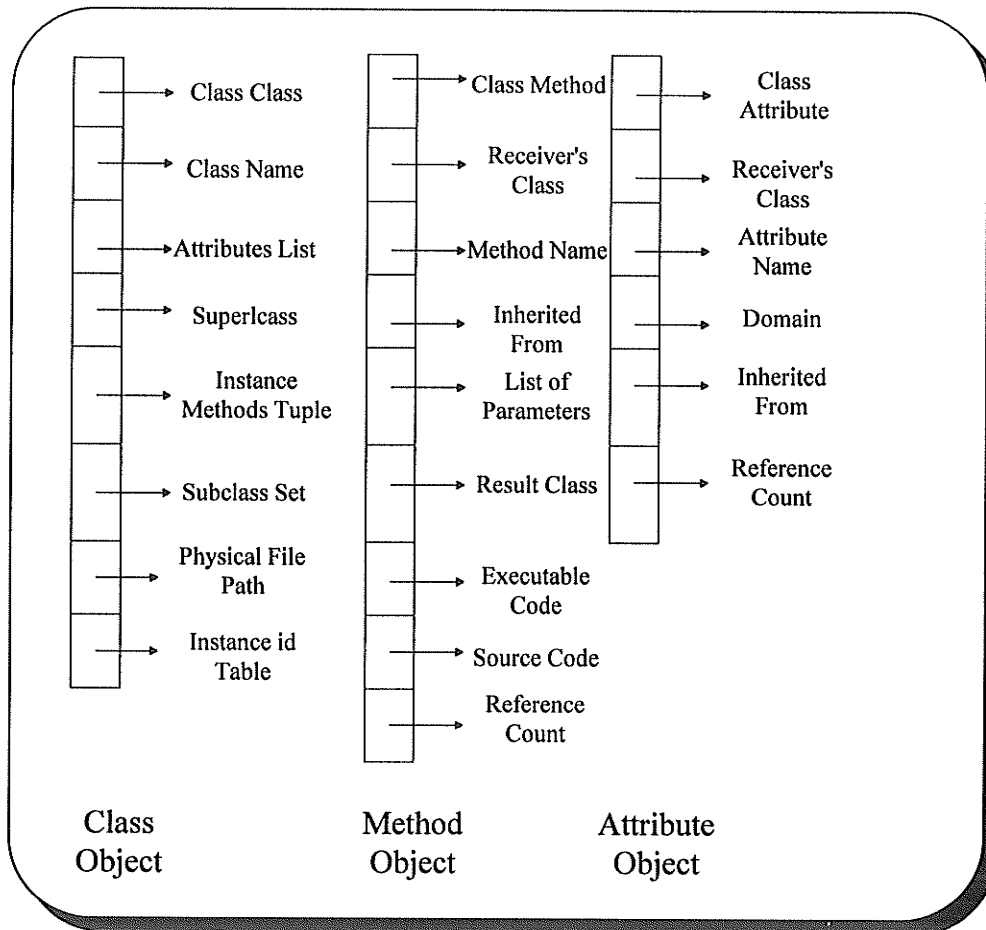 Class Class
Class Name
Attributes List
Superlcass
Instance
Methods Tuple
Subclass Set
Physical File
Path
Instance id
Table
Class
Object
Class Method
Receiver's
Class
Method Name
Inherited
From
List of
Parameters
Result Class
Executable
Code
Source Code
Reference
Count
Method
Object
Class
Attribute
Receiver's
Class
Attribute
Name
Domain
Inherited
From
Reference
Count
Attribute
Object